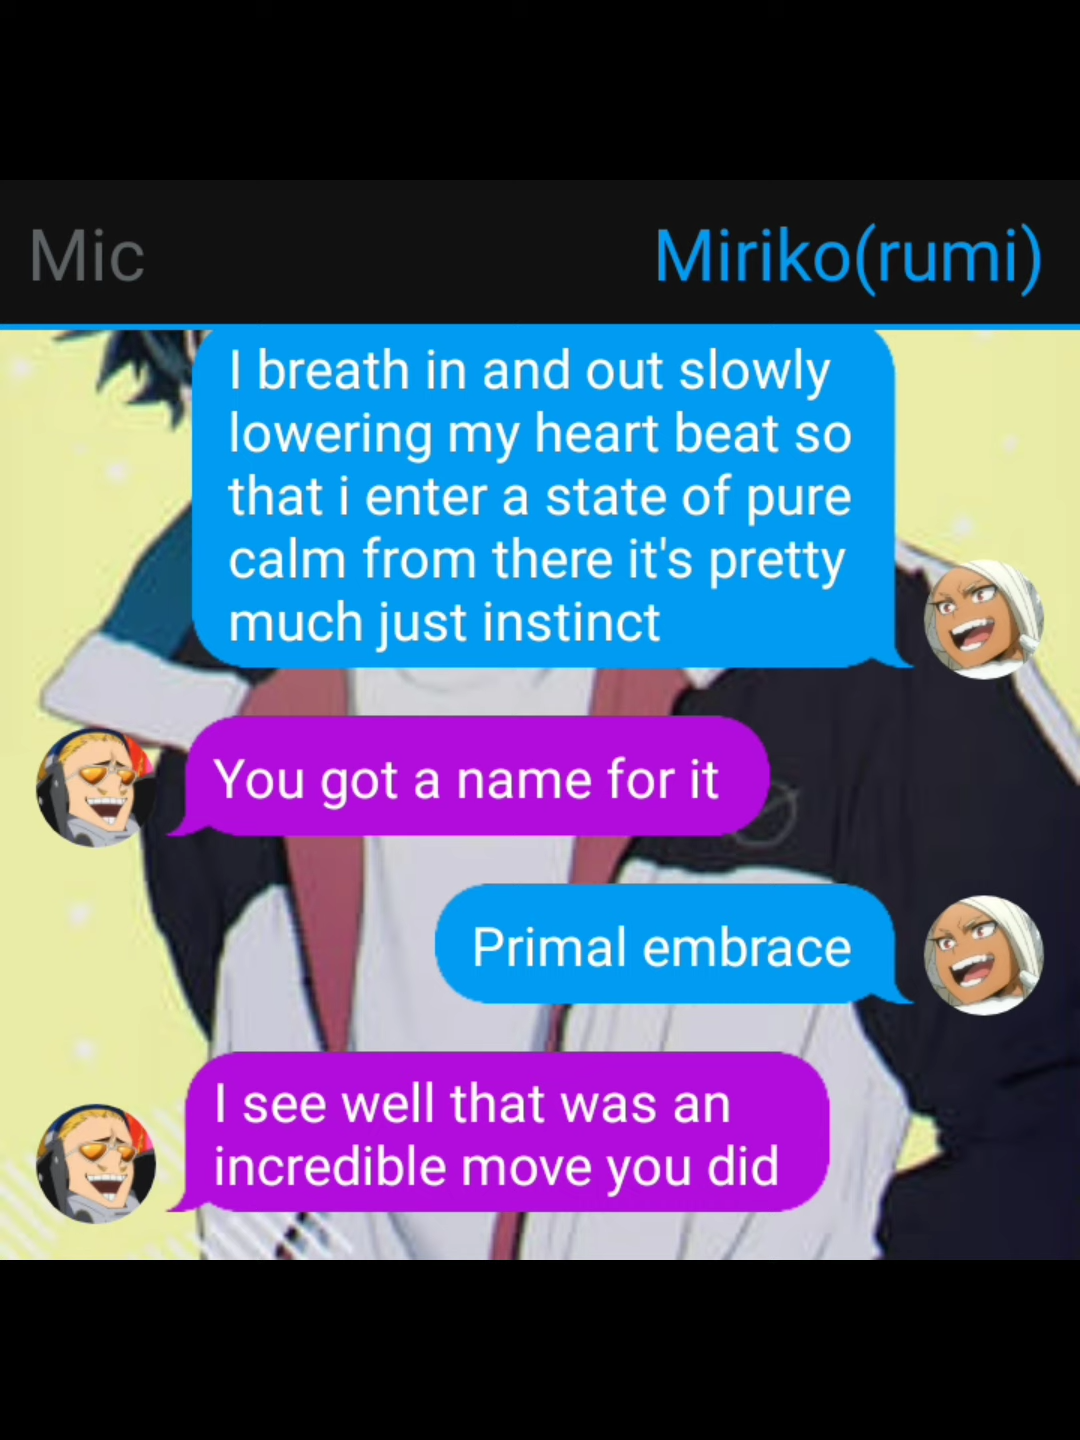 Mic
Miriko(rumi)
I breath in and out slowly
lowering my heart beat so
that i enter a state of pure
calm from there it's pretty
much just instinct
You got a name for it
Primal embrace
I see well that was an
incredible move you did